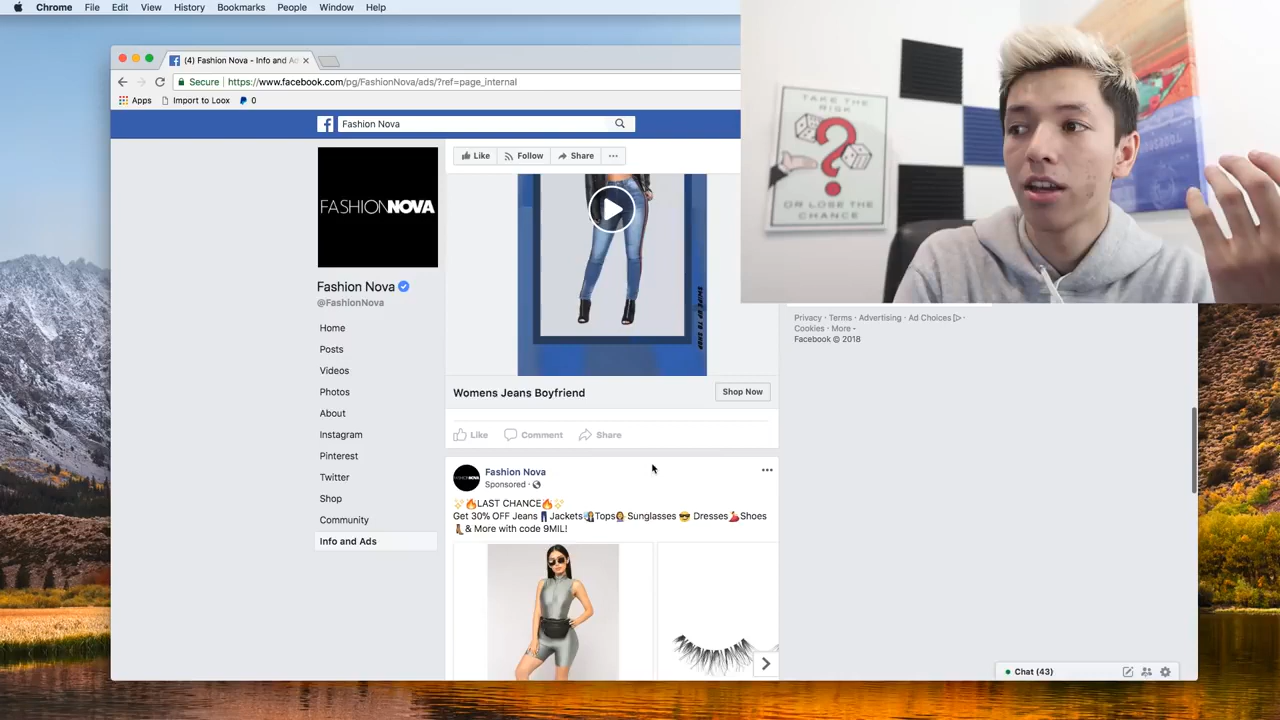 Chrome File Edit View History Bookmarks People Window Help
(4) Fashion Nova - Info and Ad
Secure https://www.facebook.com/pg/FashionNova/ads/?ref=page_internal
Apps Import to Loox 0
Fashion Nova
Like Follow Share
FASHIONNOVA
Fashion Nova
@FashionNova
Home
Posts
Videos
Photos
About
Instagram
Pinterest
Twitter
Shop
Community
Info and Ads
SWIPE UP TO SHOP
Womens Jeans Boyfriend Shop Now
Like Comment Share
FASHIONNOVA
Fashion Nova
Sponsored ·
✨🔥LAST CHANCE🔥✨
Get 30% OFF Jeans👖Jackets Tops Sunglasses 😎 Dresses💃Shoes
👢& More with code 9MIL!
TAKE THE
RISK
?
OR LOSE THE
CHANCE
Privacy · Terms · Advertising · Ad Choices ·
Cookies · More
Facebook © 2018
Chat (43)